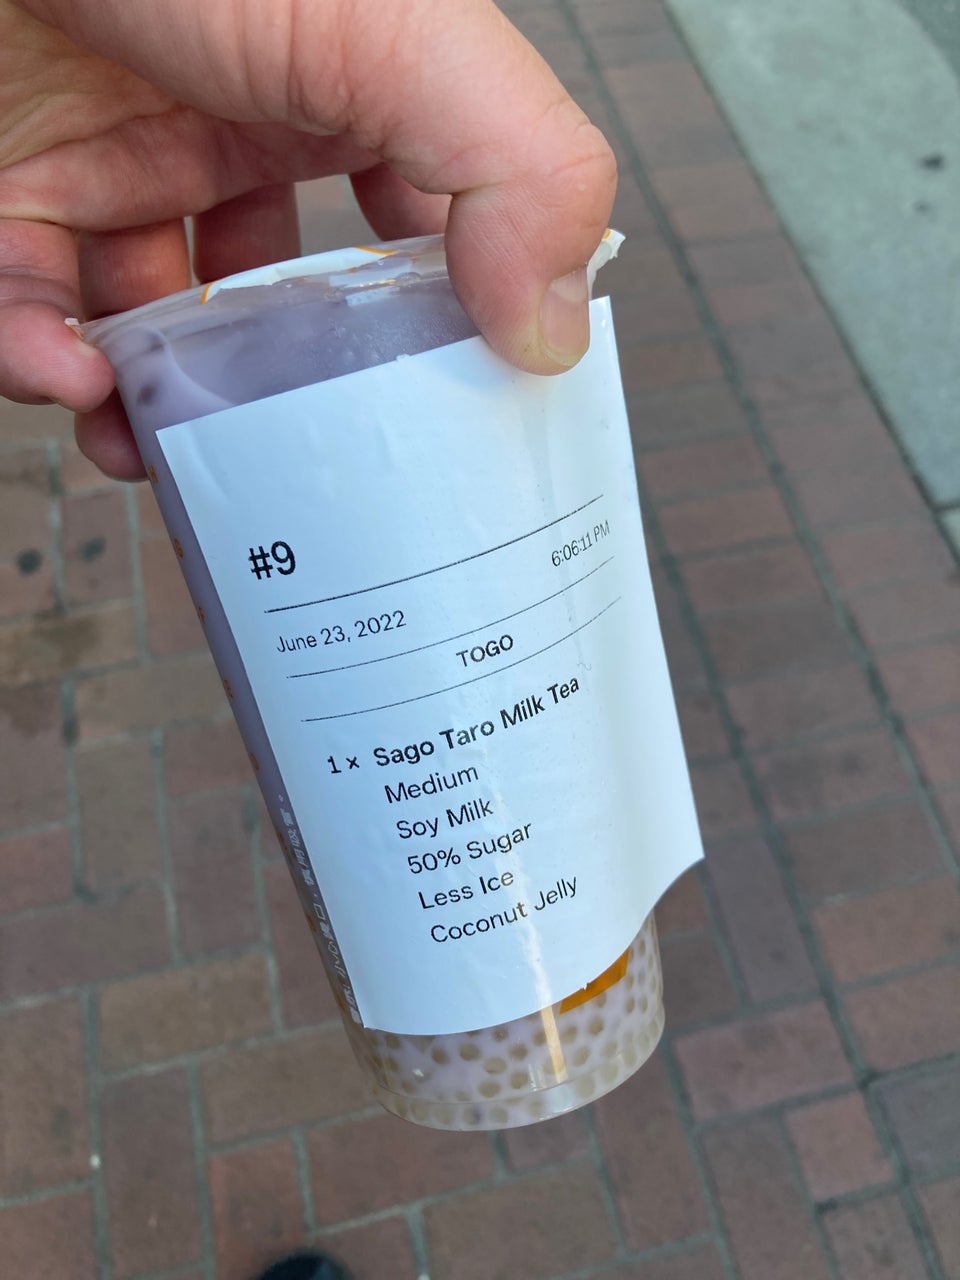 #9
6:06:11 PM
June 23, 2022
TOGO
1 x Sago Taro Milk Tea
Medium
Soy Milk
50% Sugar
Less Ice
Coconut Jelly